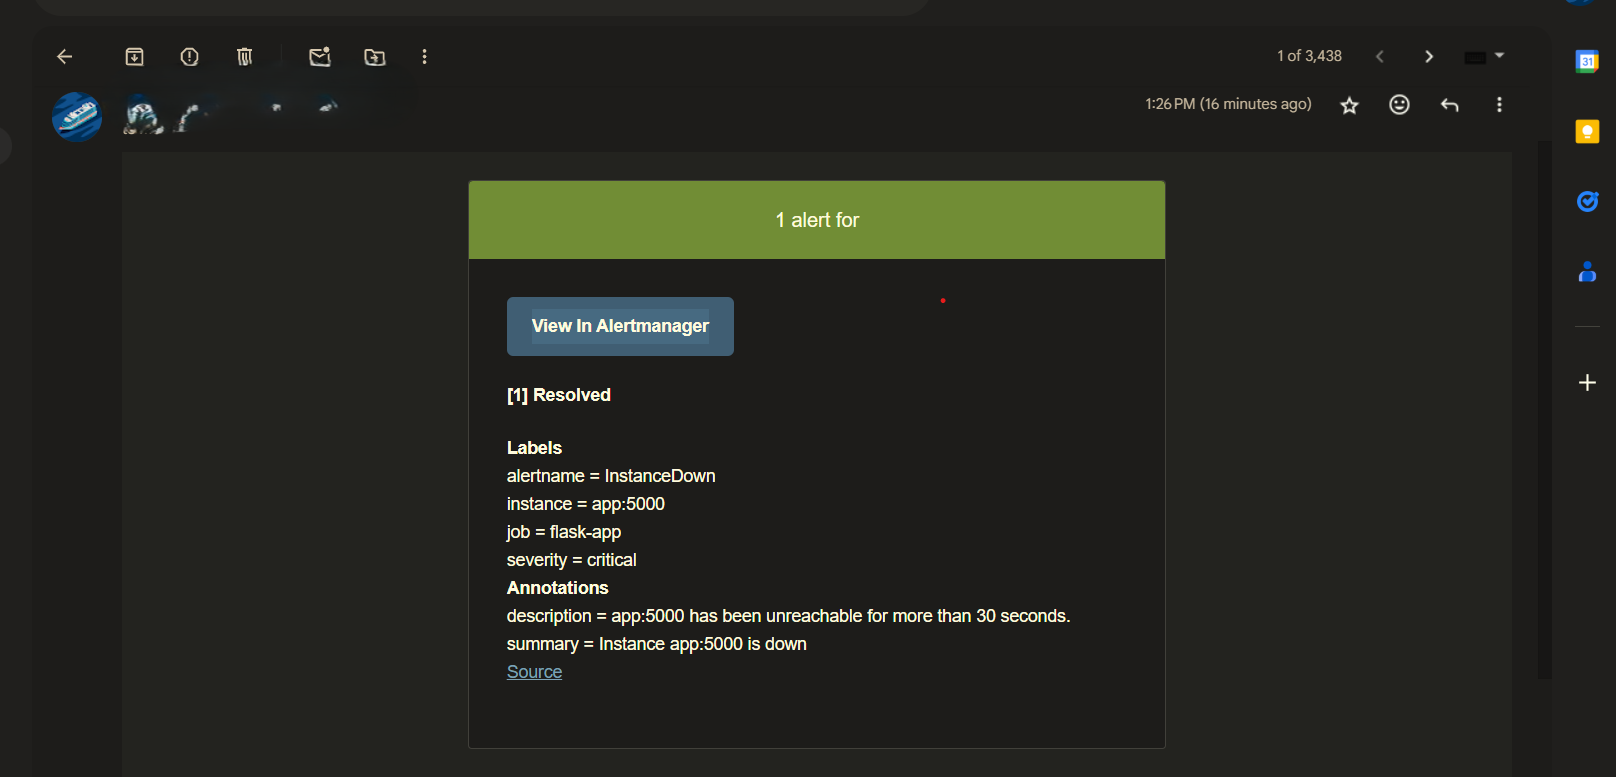 1 of 3,438
1:26 PM (16 minutes ago)
31
1 alert for
View In Alertmanager
[1] Resolved
Labels
alertname = InstanceDown
instance = app:5000
job = flask-app
severity = critical
Annotations
description = app:5000 has been unreachable for more than 30 seconds.
summary = Instance app:5000 is down
Source